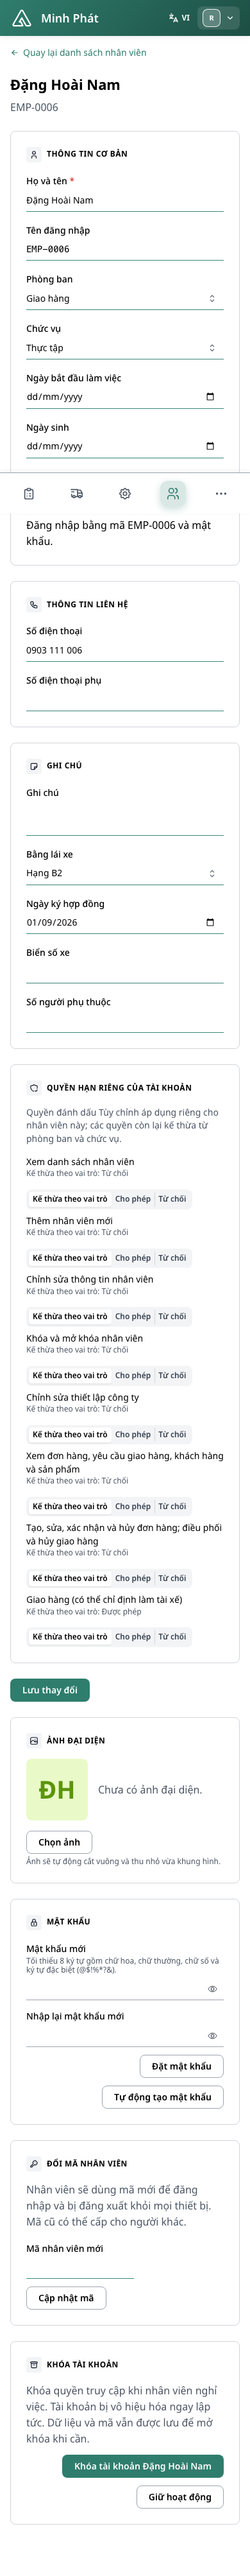 Minh Phát
VI
R
Quay lại danh sách nhân viên
Đặng Hoài Nam
EMP-0006
THÔNG TIN CƠ BẢN
Họ và tên *
Đặng Hoài Nam
Tên đăng nhập
EMP-0006
Phòng ban
Giao hàng
Chức vụ
Thực tập
Ngày bắt đầu làm việc
dd/mm/yyyy
Ngày sinh
dd/mm/yyyy
Đăng nhập bằng mã EMP-0006 và mật
khẩu.
THÔNG TIN LIÊN HỆ
Số điện thoại
0903 111 006
Số điện thoại phụ
GHI CHÚ
Ghi chú
Bằng lái xe
Hạng B2
Ngày ký hợp đồng
01/09/2026
Biển số xe
Số người phụ thuộc
QUYỀN HẠN RIÊNG CỦA TÀI KHOẢN
Quyền đánh dấu Tùy chỉnh áp dụng riêng cho
nhân viên này; các quyền còn lại kế thừa từ
phòng ban và chức vụ.
Xem danh sách nhân viên
Kế thừa theo vai trò: Từ chối
Kế thừa theo vai trò Cho phép Từ chối
Thêm nhân viên mới
Kế thừa theo vai trò: Từ chối
Kế thừa theo vai trò Cho phép Từ chối
Chỉnh sửa thông tin nhân viên
Kế thừa theo vai trò: Từ chối
Kế thừa theo vai trò Cho phép Từ chối
Khóa và mở khóa nhân viên
Kế thừa theo vai trò: Từ chối
Kế thừa theo vai trò Cho phép Từ chối
Chỉnh sửa thiết lập công ty
Kế thừa theo vai trò: Từ chối
Kế thừa theo vai trò Cho phép Từ chối
Xem đơn hàng, yêu cầu giao hàng, khách hàng
và sản phẩm
Kế thừa theo vai trò: Từ chối
Kế thừa theo vai trò Cho phép Từ chối
Tạo, sửa, xác nhận và hủy đơn hàng; điều phối
và hủy giao hàng
Kế thừa theo vai trò: Từ chối
Kế thừa theo vai trò Cho phép Từ chối
Giao hàng (có thể chỉ định làm tài xế)
Kế thừa theo vai trò: Được phép
Kế thừa theo vai trò Cho phép Từ chối
Lưu thay đổi
ẢNH ĐẠI DIỆN
ĐH
Chưa có ảnh đại diện.
Chọn ảnh
Ảnh sẽ tự động cắt vuông và thu nhỏ vừa khung hình.
MẬT KHẨU
Mật khẩu mới
Tối thiểu 8 ký tự gồm chữ hoa, chữ thường, chữ số và
ký tự đặc biệt (@$!%*?&).
Nhập lại mật khẩu mới
Đặt mật khẩu
Tự động tạo mật khẩu
ĐỔI MÃ NHÂN VIÊN
Nhân viên sẽ dùng mã mới để đăng
nhập và bị đăng xuất khỏi mọi thiết bị.
Mã cũ có thể cấp cho người khác.
Mã nhân viên mới
Cập nhật mã
KHÓA TÀI KHOẢN
Khóa quyền truy cập khi nhân viên nghỉ
việc. Tài khoản bị vô hiệu hóa ngay lập
tức. Dữ liệu và mã vẫn được lưu để mở
khóa khi cần.
Khóa tài khoản Đặng Hoài Nam
Giữ hoạt động